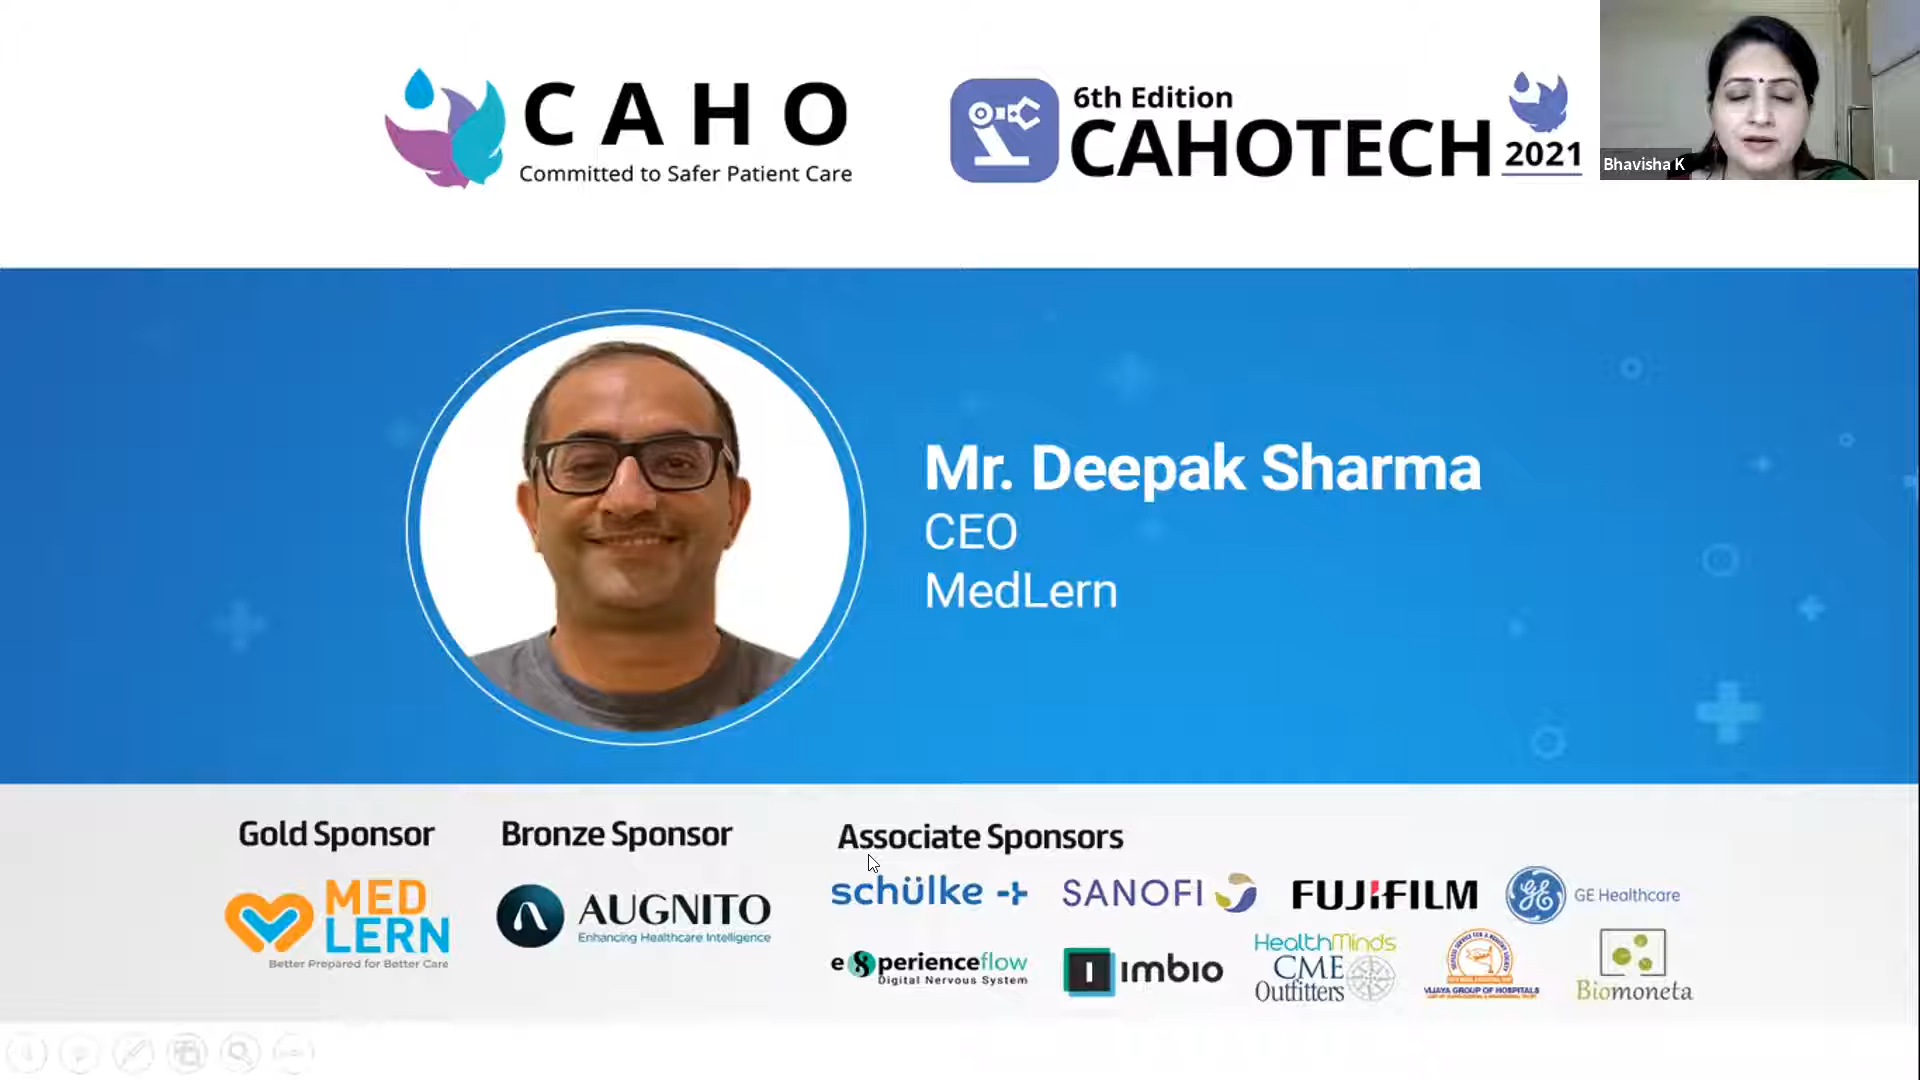 CAHO
Committed to Safer Patient Care
6th Edition
CAHOTECH
2021
Bhavisha K
Mr. Deepak Sharma
CEO
MedLern
Gold Sponsor
Bronze Sponsor
Associate Sponsors
MED
LERN
Better Prepared for Better Care
AUGNITO
Enhancing Healthcare Intelligence
schülke
SANOFI
FUJIFILM
GE Healthcare
experienceflow
Digital Nervous System
imbio
HealthMinds
CME
Outfitters
VIJAYA GROUP OF HOSPITALS
Biomoneta